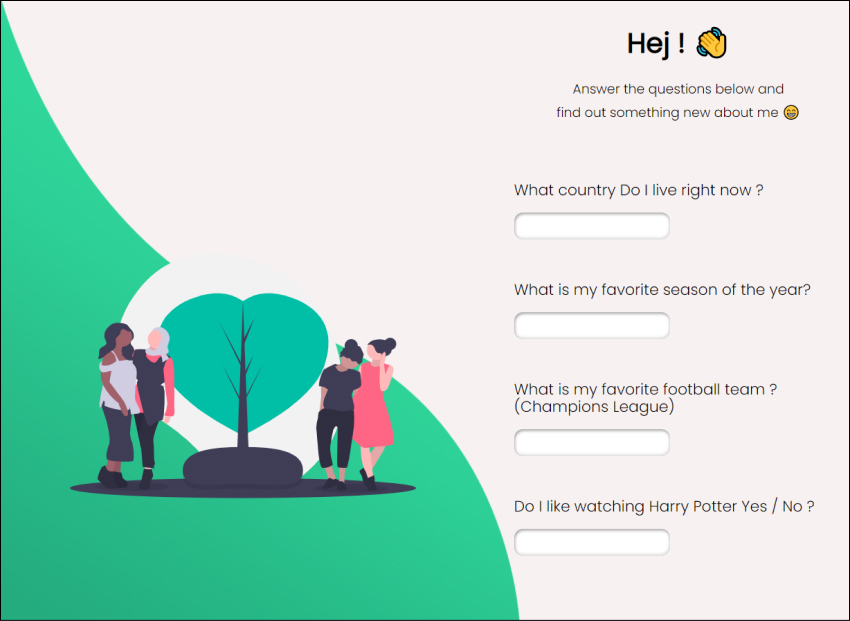 Hej ! 👋
Answer the questions below and
find out something new about me 😁
What country Do I live right now ?
What is my favorite season of the year?
What is my favorite football team ?
(Champions League)
Do I like watching Harry Potter Yes / No ?